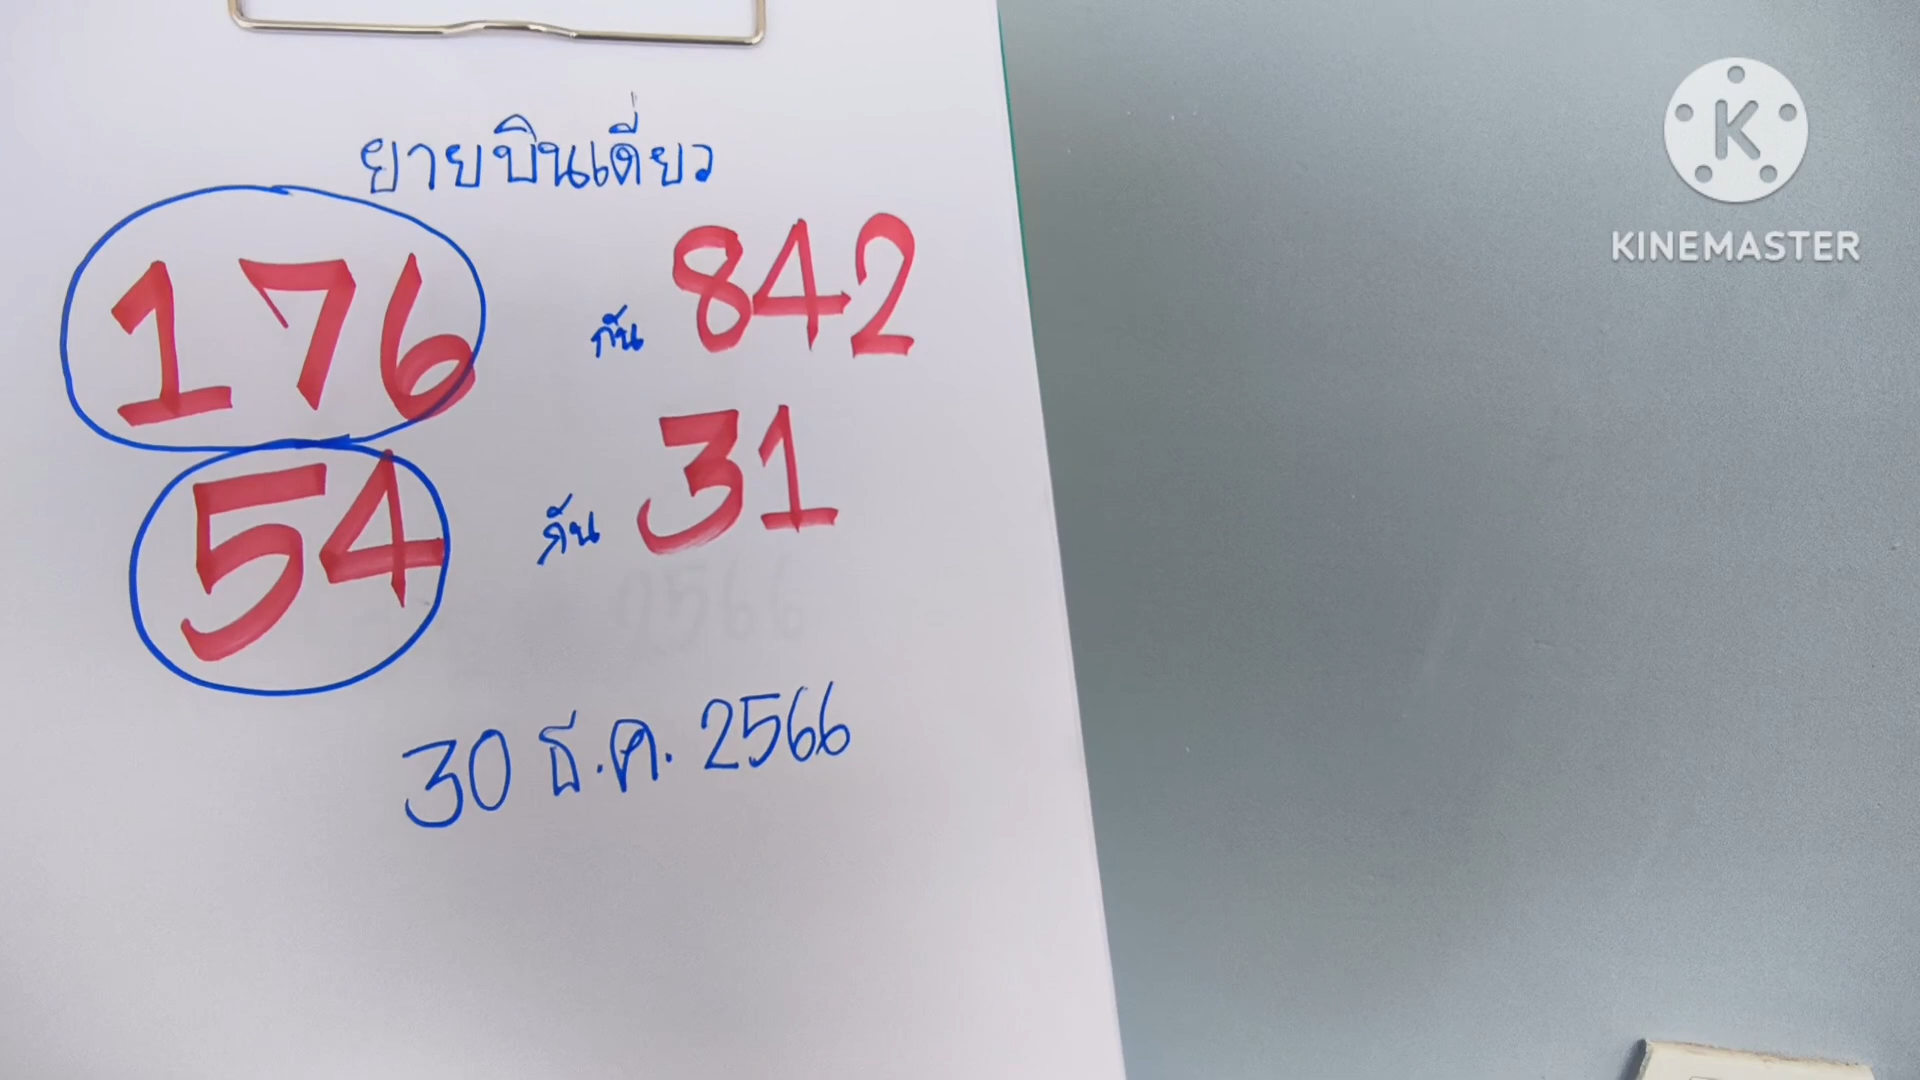 ยายบินเดี่ยว
176 กัน 842
54 กัน 31
30 ธ.ค. 2566
K
KINEMASTER